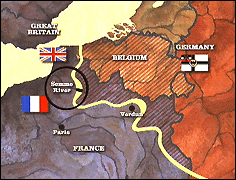 GREAT
BRITAIN
BELGIUM
GERMANY
Somme
River
Verdun
Paris
FRANCE